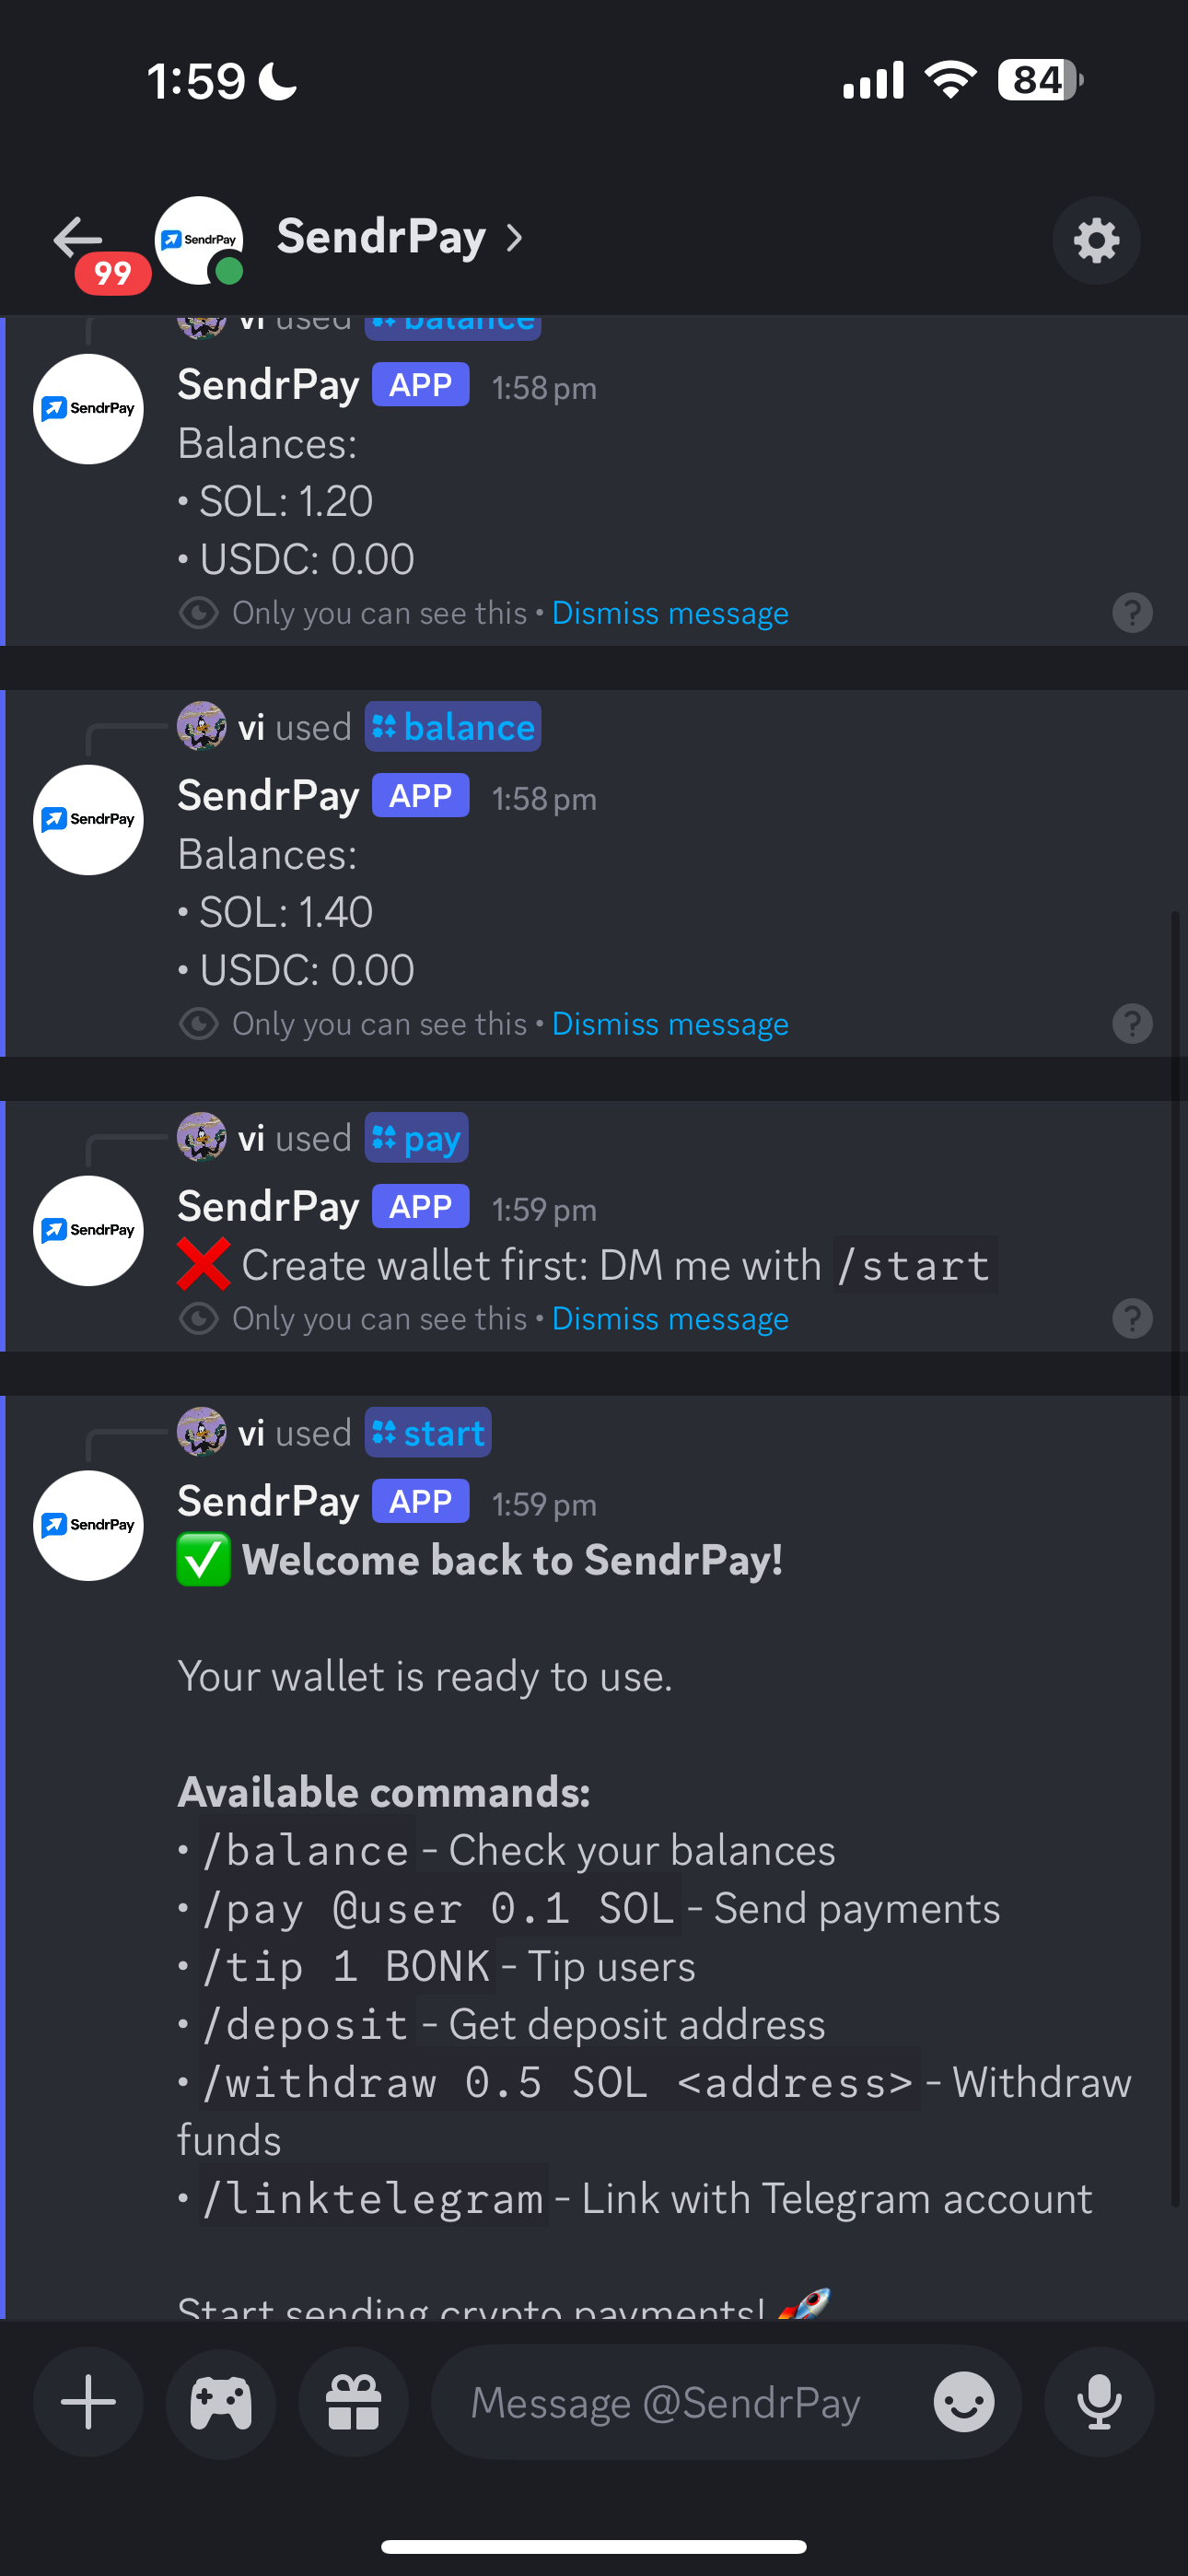 1:59
84
99
SendrPay
SendrPay
vi used balance
SendrPay
SendrPay APP 1:58 pm
Balances:
• SOL: 1.20
• USDC: 0.00
Only you can see this • Dismiss message
?
vi used balance
SendrPay
SendrPay APP 1:58 pm
Balances:
• SOL: 1.40
• USDC: 0.00
Only you can see this • Dismiss message
?
vi used pay
SendrPay
SendrPay APP 1:59 pm
❌ Create wallet first: DM me with /start
Only you can see this • Dismiss message
?
vi used start
SendrPay
SendrPay APP 1:59 pm
✅ Welcome back to SendrPay!
Your wallet is ready to use.
Available commands:
• /balance - Check your balances
• /pay @user 0.1 SOL - Send payments
• /tip 1 BONK - Tip users
• /deposit - Get deposit address
• /withdraw 0.5 SOL <address> - Withdraw
funds
• /linktelegram - Link with Telegram account
Start sending crypto payments! 🚀
Message @SendrPay